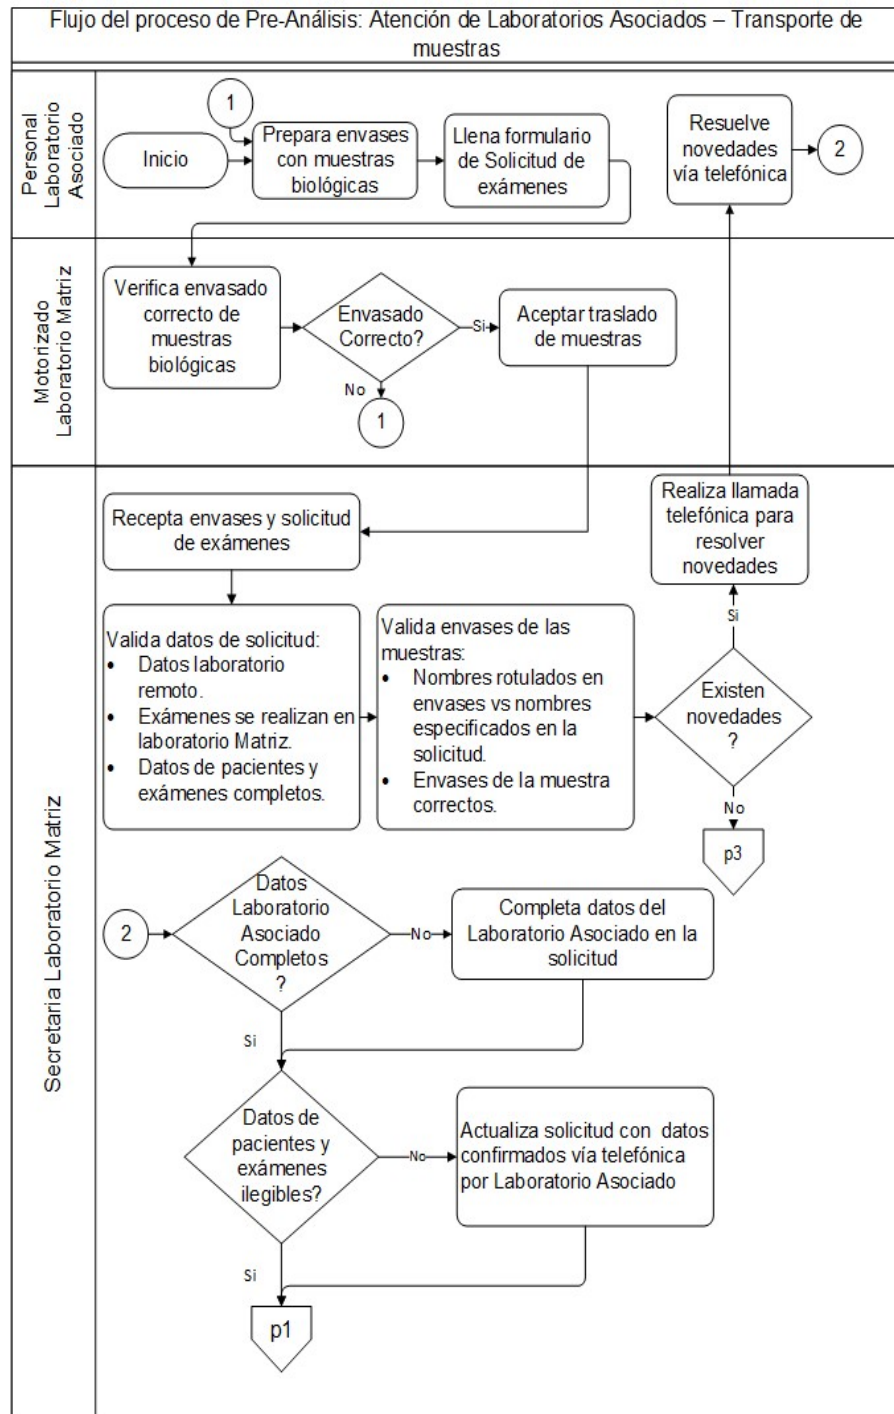 Flujo del proceso de Pre-Análisis: Atención de Laboratorios Asociados – Transporte de
muestras
Personal
Laboratorio
Asociado
1
Inicio
Prepara envases
con muestras
biológicas
Llena formulario
de Solicitud de
exámenes
Resuelve
novedades
vía telefónica
2
Motorizado
Laboratorio Matriz
Verifica envasado
correcto de
muestras
biológicas
Envasado
Correcto?
Si
Aceptar traslado
de muestras
No
1
Secretaria Laboratorio Matriz
Recepta envases y solicitud
de exámenes
Realiza llamada
telefónica para
resolver
novedades
Valida datos de solicitud:
• Datos laboratorio
remoto.
• Exámenes se realizan en
laboratorio Matriz.
• Datos de pacientes y
exámenes completos.
Valida envases de las
muestras:
• Nombres rotulados en
envases vs nombres
especificados en la
solicitud.
• Envases de la muestra
correctos.
Si
Existen
novedades
?
No
p3
2
Datos
Laboratorio
Asociado
Completos
?
No
Completa datos del
Laboratorio Asociado en la
solicitud
Si
Datos de
pacientes y
exámenes
ilegibles?
No
Actualiza solicitud con datos
confirmados vía telefónica
por Laboratorio Asociado
Si
p1